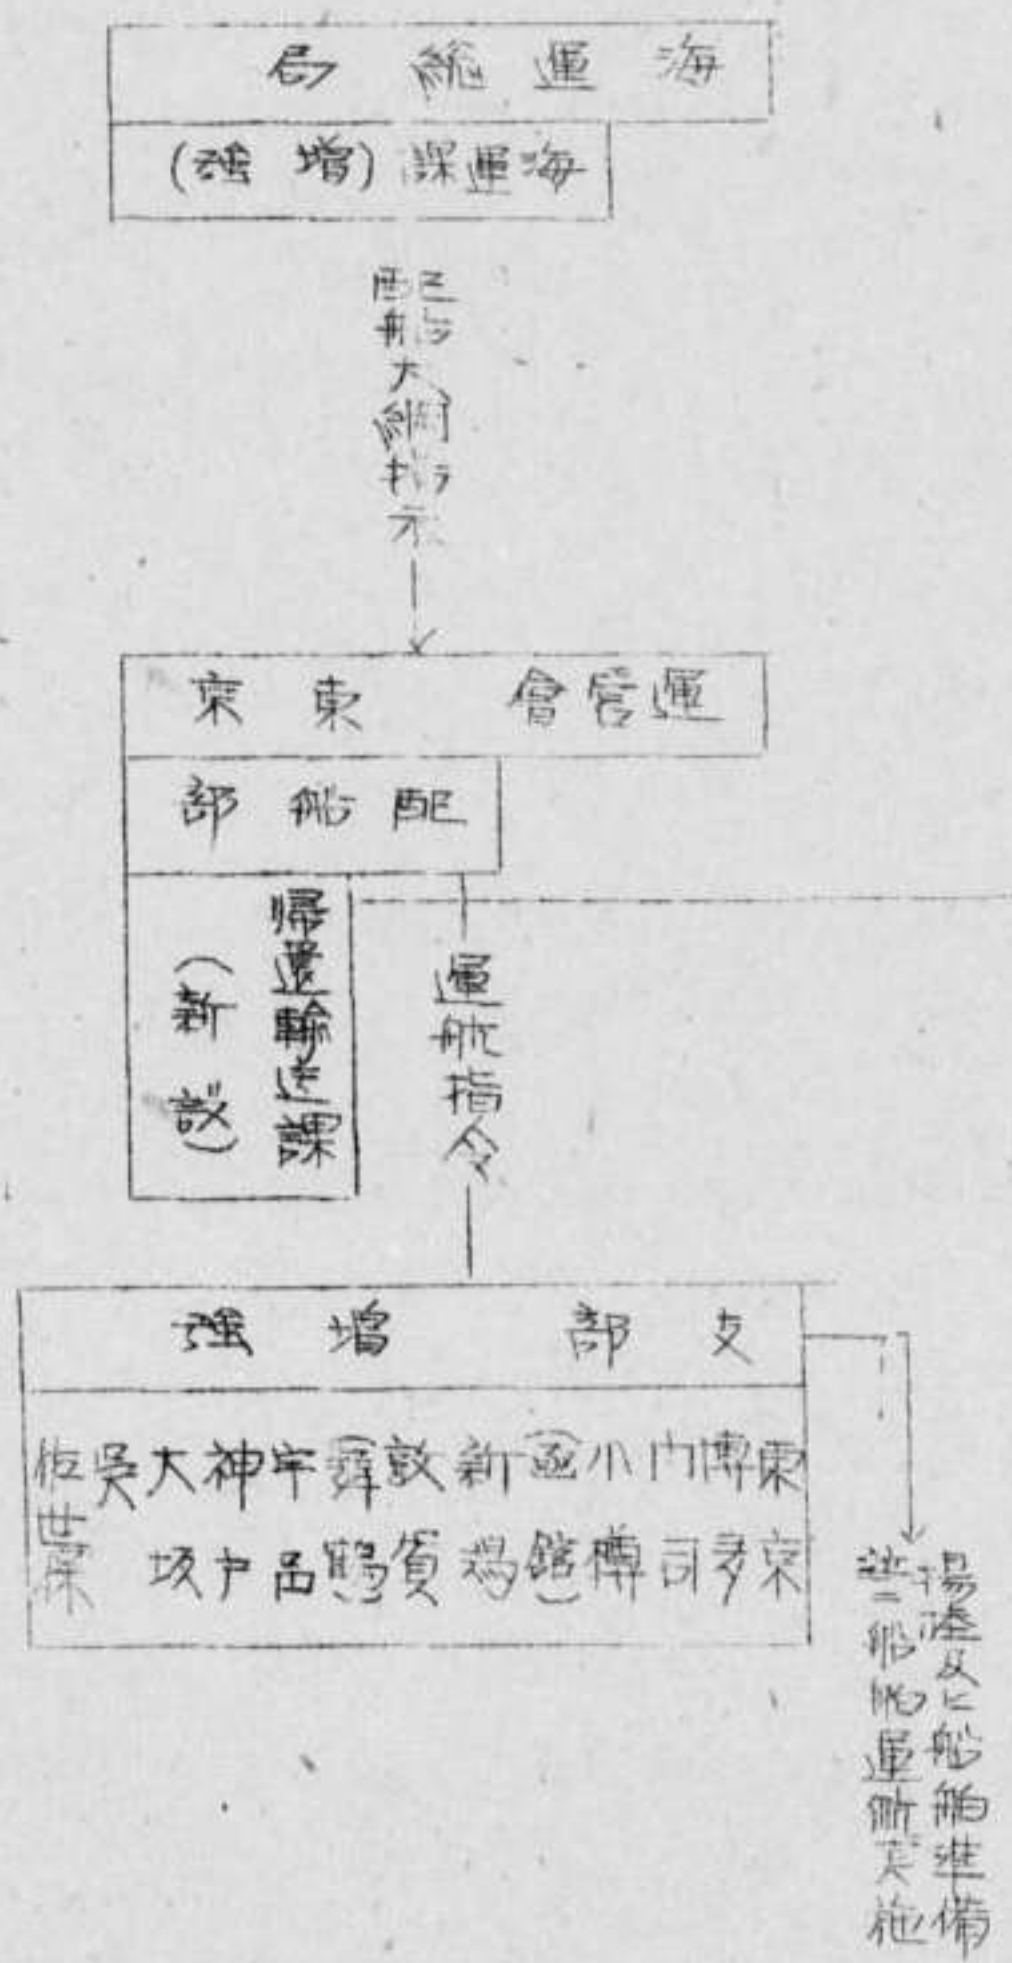 海運総局
海運課(増強)
配船大綱指示
運営會 東京
配船部
帰還輸送課
(新設)
運航指令
支部 増強
東京
博多
門司
小樽
(函館)
新潟
敦賀
(舞鶴)
宇品
神戸
大坂
呉
佐世保
揚陸及ビ船舶準備
並ニ船舶運航実施